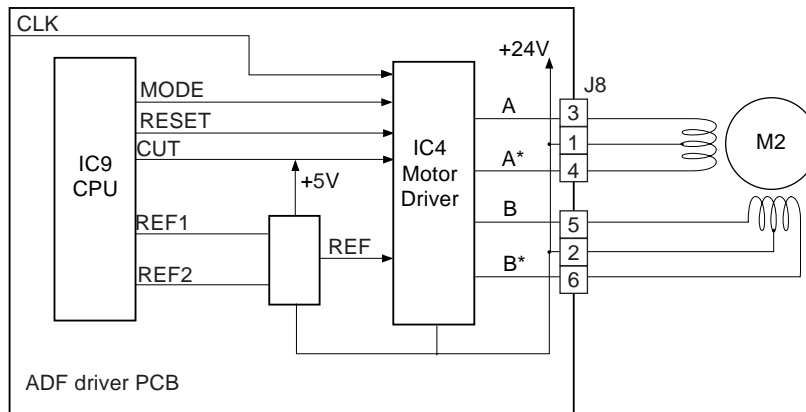 CLK
+24V
J8
MODE
A
3
RESET
IC4
Motor
Driver
1
M2
CUT
IC9
CPU
A*
4
+5V
B
5
REF1
REF
2
REF2
B*
6
ADF driver PCB